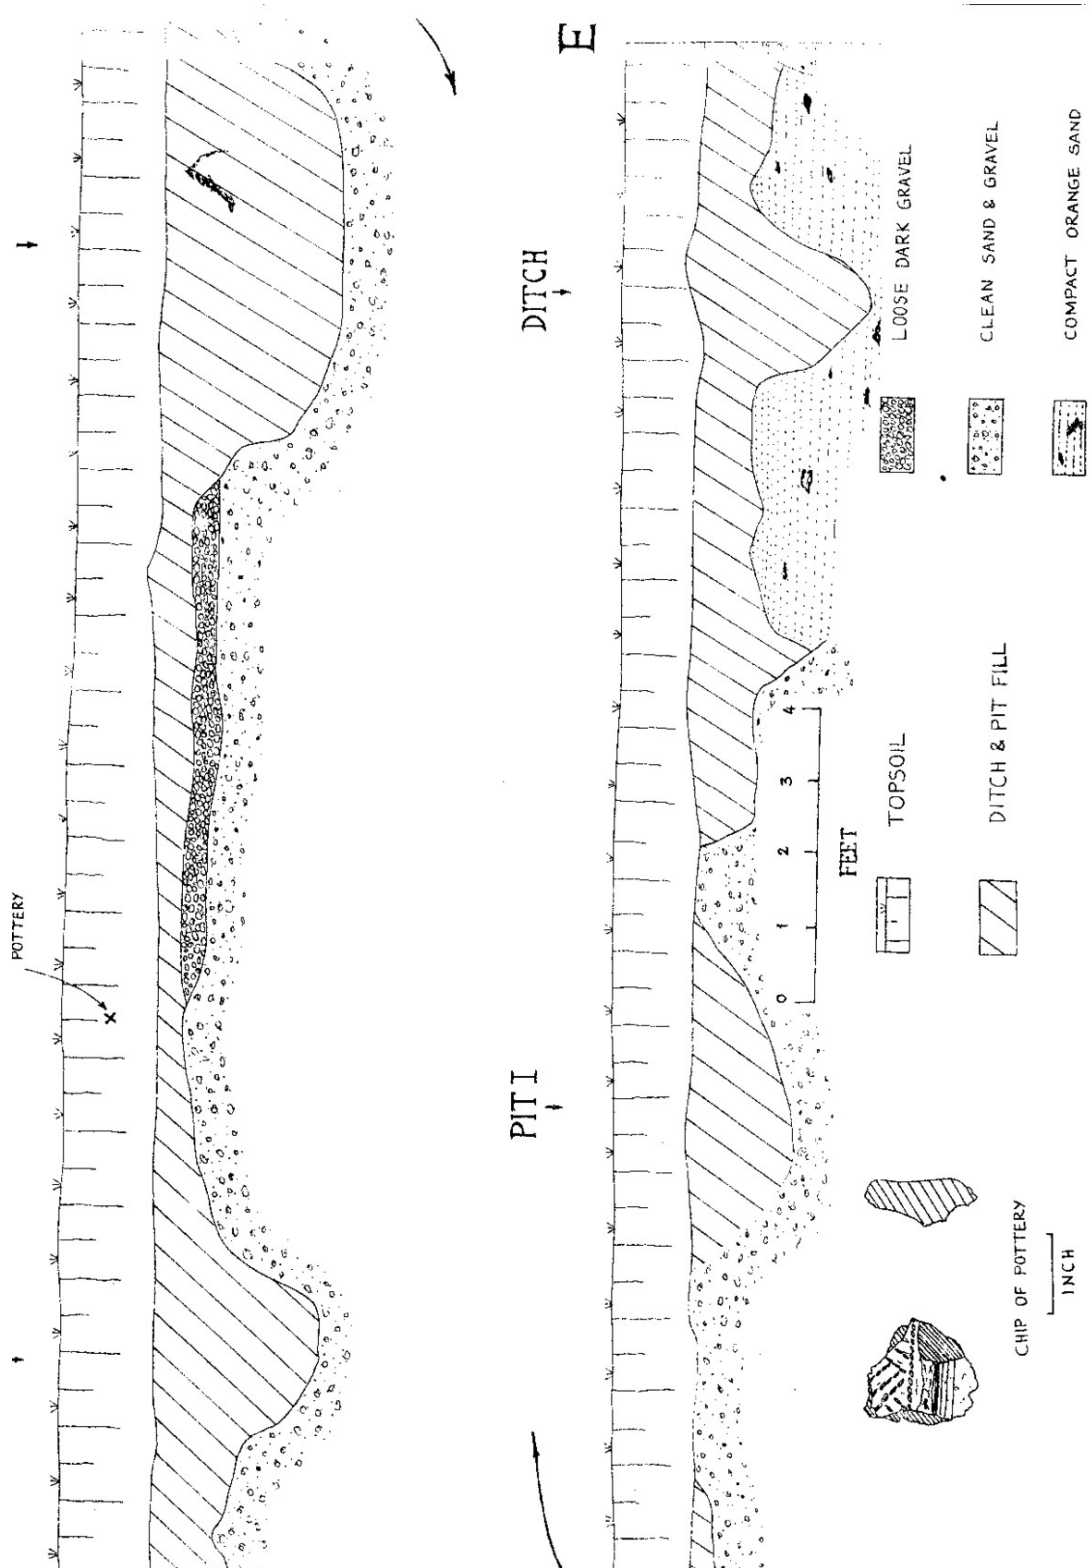 POTTERY
E
DITCH
PIT I
4
3
2
1
0
FEET
LOOSE DARK GRAVEL
CLEAN SAND & GRAVEL
COMPACT ORANGE SAND
TOPSOIL
DITCH & PIT FILL
CHIP OF POTTERY
INCH